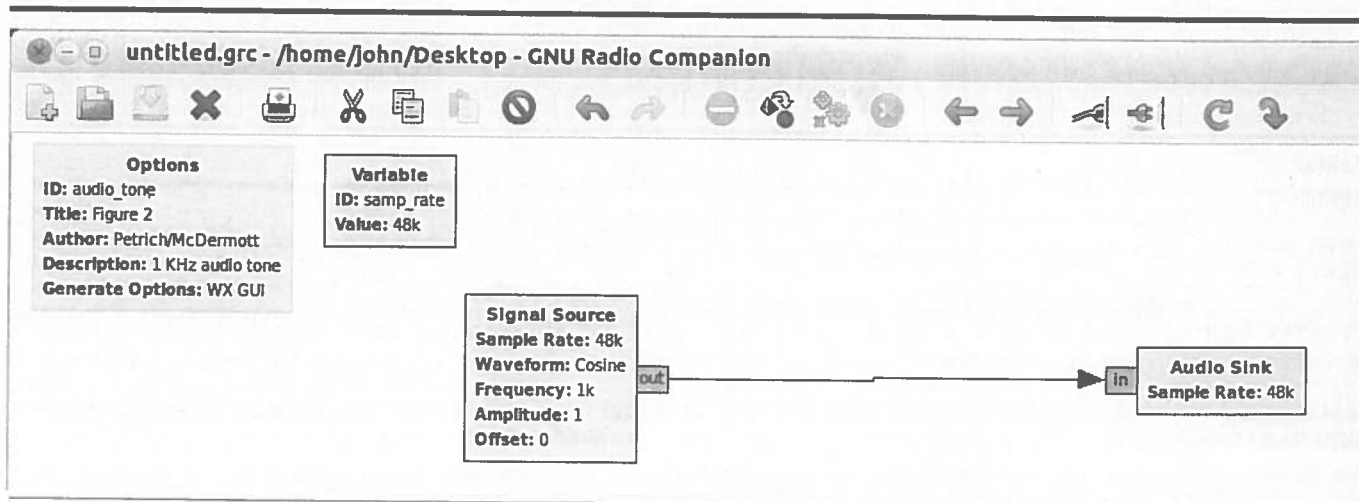 untitled.grc - /home/john/Desktop - GNU Radio Companion
Options
ID: audio_tone
Title: Figure 2
Author: Petrich/McDermott
Description: 1 KHz audio tone
Generate Options: WX GUI
Variable
ID: samp_rate
Value: 48k
Signal Source
Sample Rate: 48k
Waveform: Cosine
Frequency: 1k
Amplitude: 1
Offset: 0
out
in
Audio Sink
Sample Rate: 48k